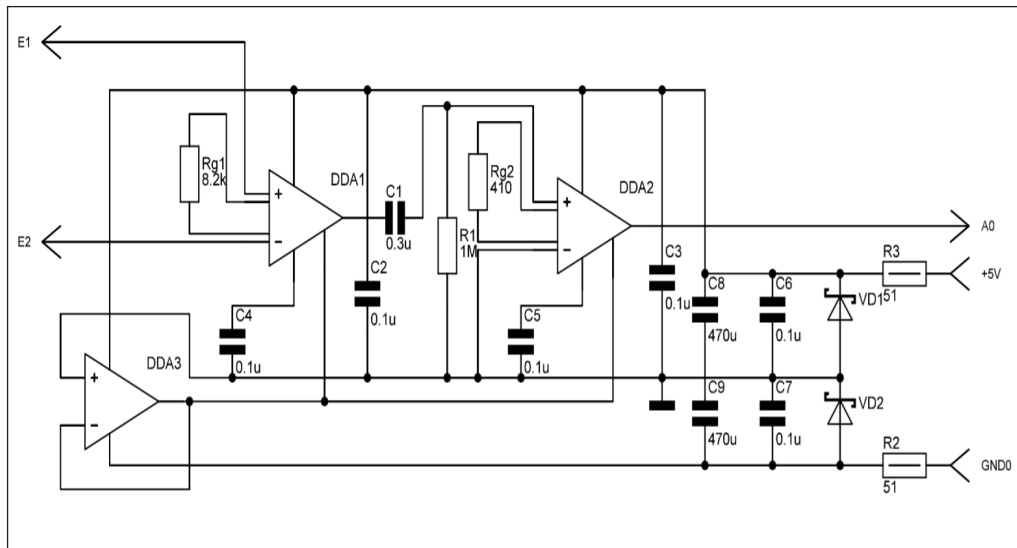 E1
Rg1
8.2k
DDA1
C1
0.3u
Rg2
410
DDA2
E2
R1
1M
C2
0.1u
C3
0.1u
A0
R3
51
+5V
C8
470u
C6
0.1u
VD1
C4
0.1u
C5
0.1u
DDA3
C9
470u
C7
0.1u
VD2
R2
51
GND0
+
-
+
-
+
-